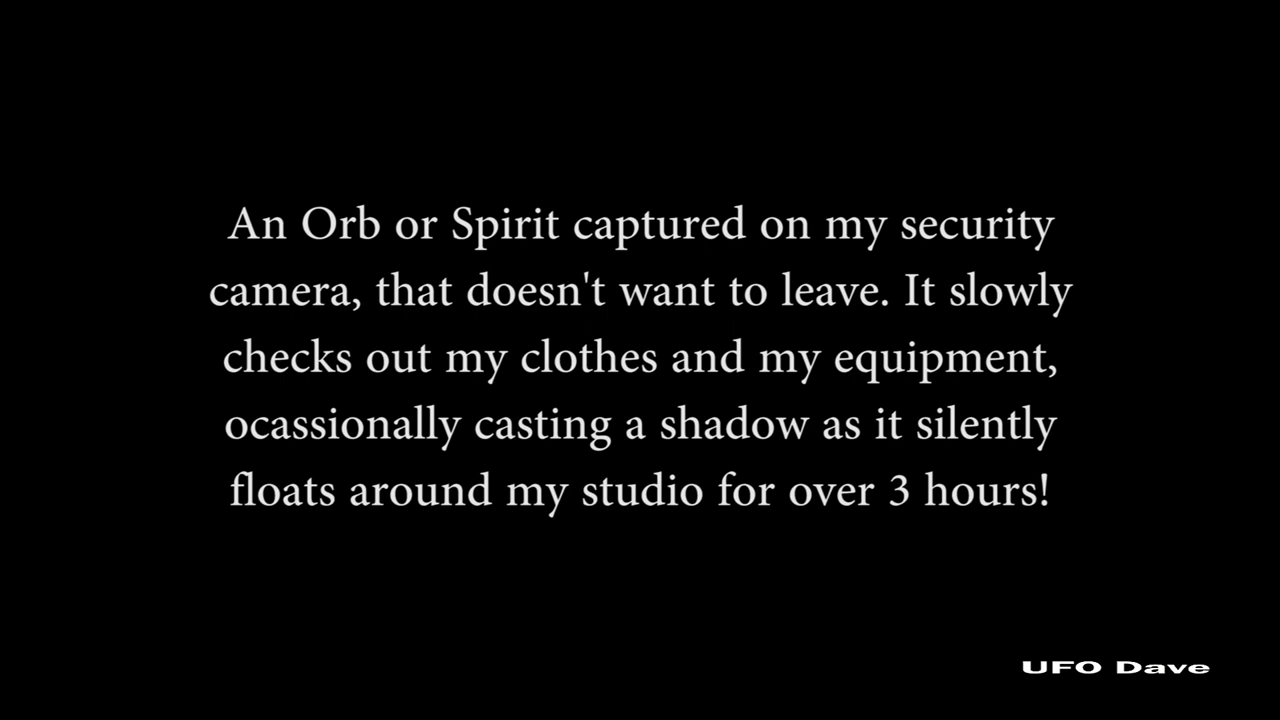 An Orb or Spirit captured on my security
camera, that doesn't want to leave. It slowly
checks out my clothes and my equipment,
ocassionally casting a shadow as it silently
floats around my studio for over 3 hours!
UFO Dave